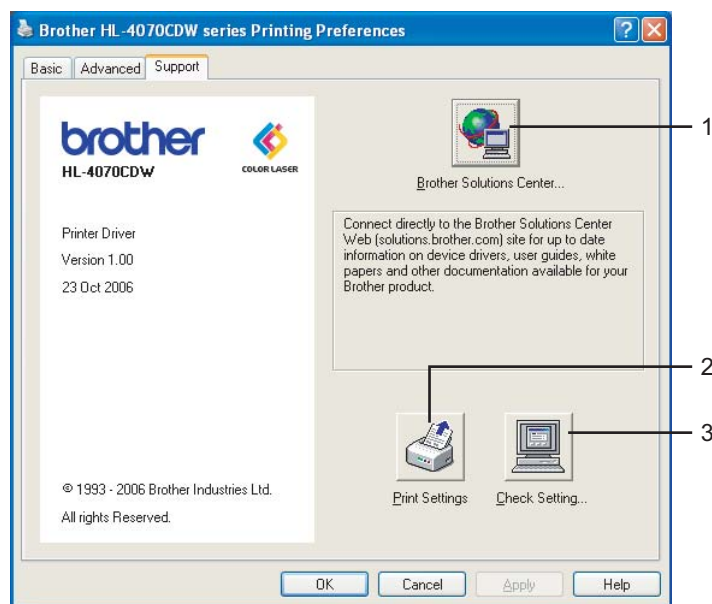 Brother HL-4070CDW series Printing Preferences
Basic
Advanced
Support
brother
HL-4070CDW
COLOR LASER
Printer Driver
Version 1.00
23 Oct 2006
© 1993 - 2006 Brother Industries Ltd.
All rights Reserved.
1
Brother Solutions Center...
Connect directly to the Brother Solutions Center
Web (solutions.brother.com) site for up to date
information on device drivers, user guides, white
papers and other documentation available for your
Brother product.
2
3
Print Settings
Check Setting...
OK
Cancel
Apply
Help